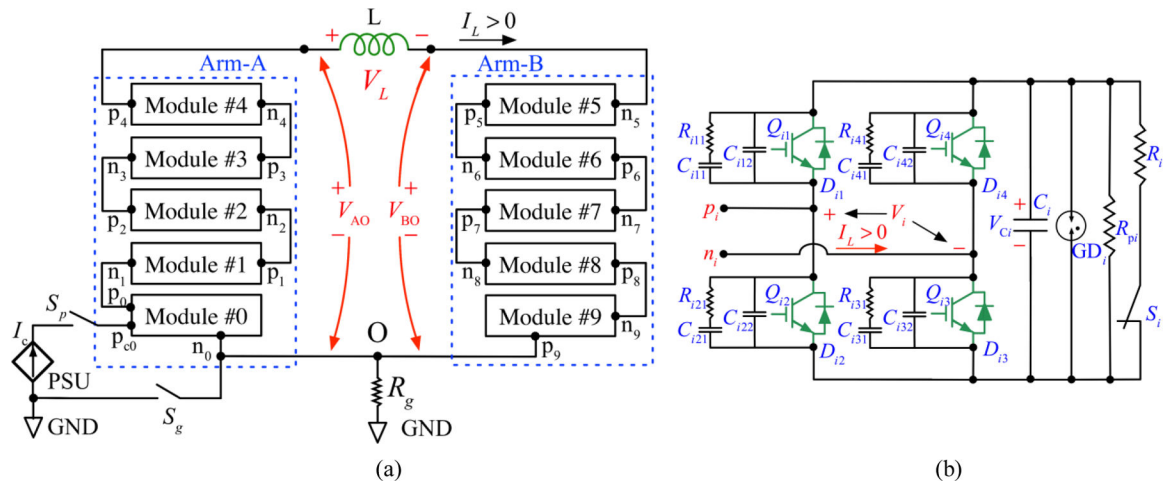 L
I_L > 0
+
−
Arm-A
Arm-B
V_L
Module #4
p_4
n_4
Module #3
n_3
p_3
Module #2
p_2
n_2
Module #1
n_1
p_1
p_0
Module #0
p_c0
n_0
S_p
I_c
PSU
S_g
GND
+
V_AO
−
+
V_BO
−
O
R_g
GND
Module #5
p_5
n_5
Module #6
n_6
p_6
Module #7
p_7
n_7
Module #8
n_8
p_8
Module #9
n_9
p_9
(a)
R_i11
C_i11
C_i12
Q_i1
D_i1
R_i41
C_i41
C_i42
Q_i4
D_i4
p_i
n_i
+
V_i
−
I_L > 0
R_i21
C_i21
C_i22
Q_i2
D_i2
R_i31
C_i31
C_i32
Q_i3
D_i3
+
C_i
V_Ci
−
GD_i
R_pi
R_i
S_i
(b)